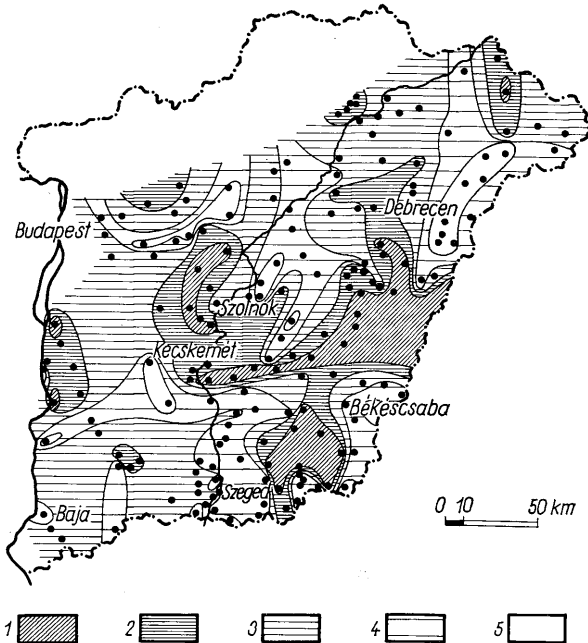 Debrecen
Budapest
Szolnok
Kecskemét
Békéscsaba
Szeged
Baja
0 10 50 km
1 2 3 4 5